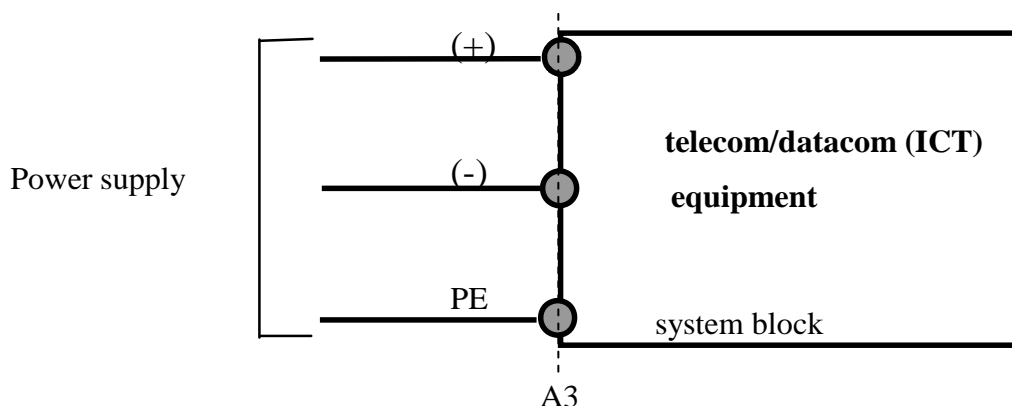 (+)
telecom/datacom (ICT)
Power supply
(-)
equipment
PE
system block
A3